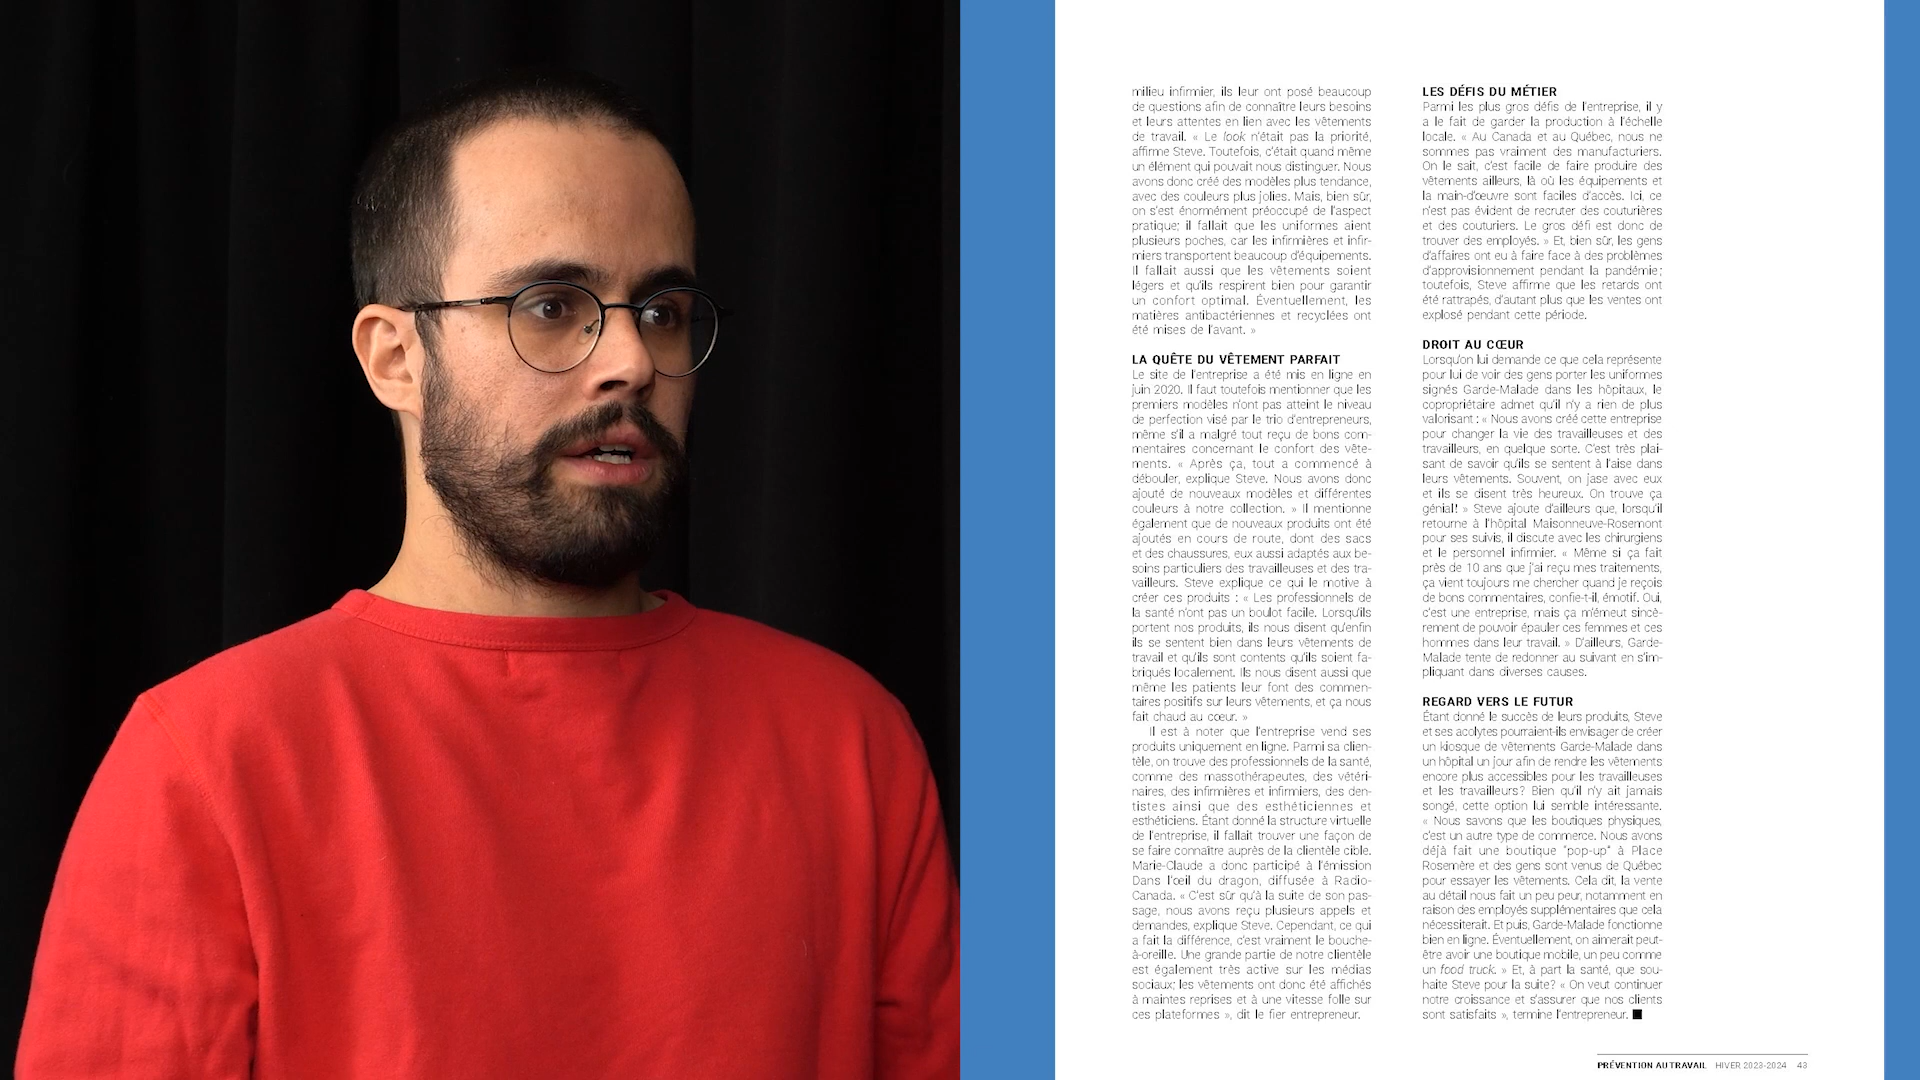 milieu infirmier, ils leur ont posé beaucoup
de questions afin de connaître leurs besoins
et leurs attentes en lien avec les vêtements
de travail. « Le look n'était pas la priorité,
affirme Steve. Toutefois, c'était quand même
un élément qui pouvait nous distinguer. Nous
avons donc créé des modèles plus tendance,
avec des couleurs plus jolies. Mais, bien sûr,
on s'est énormément préoccupé de l'aspect
pratique; il fallait que les uniformes aient
plusieurs poches, car les infirmières et infir-
miers transportent beaucoup d'équipements.
Il fallait aussi que les vêtements soient
légers et qu'ils respirent bien pour garantir
un confort optimal. Éventuellement, les
matières antibactériennes et recyclées ont
été mises de l'avant. »
LA QUÊTE DU VÊTEMENT PARFAIT
Le site de l'entreprise a été mis en ligne en
juin 2020. Il faut toutefois mentionner que les
premiers modèles n'ont pas atteint le niveau
de perfection visé par le trio d'entrepreneurs,
même s'il a malgré tout reçu de bons com-
mentaires concernant le confort des vête-
ments. « Après ça, tout a commencé à
débouler, explique Steve. Nous avons donc
ajouté de nouveaux modèles et différentes
couleurs à notre collection. » Il mentionne
également que de nouveaux produits ont été
ajoutés en cours de route, dont des sacs
et des chaussures, eux aussi adaptés aux be-
soins particuliers des travailleuses et des tra-
vailleurs. Steve explique ce qui le motive à
créer ces produits : « Les professionnels de
la santé n'ont pas un boulot facile. Lorsqu'ils
portent nos produits, ils nous disent qu'enfin
ils se sentent bien dans leurs vêtements de
travail et qu'ils sont contents qu'ils soient fa-
briqués localement. Ils nous disent aussi que
même les patients leur font des commen-
taires positifs sur leurs vêtements, et ça nous
fait chaud au cœur. »
Il est à noter que l'entreprise vend ses
produits uniquement en ligne. Parmi sa clien-
tèle, on trouve des professionnels de la santé,
comme des massothérapeutes, des vétéri-
naires, des infirmières et infirmiers, des den-
tistes ainsi que des esthéticiennes et
esthéticiens. Étant donné la structure virtuelle
de l'entreprise, il fallait trouver une façon de
se faire connaître auprès de la clientèle cible.
Marie-Claude a donc participé à l'émission
Dans l'œil du dragon, diffusée à Radio-
Canada. « C'est sûr qu'à la suite de son pas-
sage, nous avons reçu plusieurs appels et
demandes, explique Steve. Cependant, ce qui
a fait la différence, c'est vraiment le bouche-
à-oreille. Une grande partie de notre clientèle
est également très active sur les médias
sociaux; les vêtements ont donc été affichés
à maintes reprises et à une vitesse folle sur
ces plateformes », dit le fier entrepreneur.
LES DÉFIS DU MÉTIER
Parmi les plus gros défis de l'entreprise, il y
a le fait de garder la production à l'échelle
locale. « Au Canada et au Québec, nous ne
sommes pas vraiment des manufacturiers.
On le sait, c'est facile de faire produire des
vêtements ailleurs, là où les équipements et
la main-d'œuvre sont faciles d'accès. Ici, ce
n'est pas évident de recruter des couturières
et des couturiers. Le gros défi est donc de
trouver des employés. » Et, bien sûr, les gens
d'affaires ont eu à faire face à des problèmes
d'approvisionnement pendant la pandémie;
toutefois, Steve affirme que les retards ont
été rattrapés, d'autant plus que les ventes ont
explosé pendant cette période.
DROIT AU CŒUR
Lorsqu'on lui demande ce que cela représente
pour lui de voir des gens porter les uniformes
signés Garde-Malade dans les hôpitaux, le
copropriétaire admet qu'il n'y a rien de plus
valorisant : « Nous avons créé cette entreprise
pour changer la vie des travailleuses et des
travailleurs, en quelque sorte. C'est très plai-
sant de savoir qu'ils se sentent à l'aise dans
leurs vêtements. Souvent, on jase avec eux
et ils se disent très heureux. On trouve ça
génial! » Steve ajoute d'ailleurs que, lorsqu'il
retourne à l'hôpital Maisonneuve-Rosemont
pour ses suivis, il discute avec les chirurgiens
et le personnel infirmier. « Même si ça fait
près de 10 ans que j'ai reçu mes traitements,
ça vient toujours me chercher quand je reçois
de bons commentaires, confie-t-il, émotif. Oui,
c'est une entreprise, mais ça m'émeut sincè-
rement de pouvoir épauler ces femmes et ces
hommes dans leur travail. » D'ailleurs, Garde-
Malade tente de redonner au suivant en s'im-
pliquant dans diverses causes.
REGARD VERS LE FUTUR
Étant donné le succès de leurs produits, Steve
et ses acolytes pourraient-ils envisager de créer
un kiosque de vêtements Garde-Malade dans
un hôpital un jour afin de rendre les vêtements
encore plus accessibles pour les travailleuses
et les travailleurs? Bien qu'il n'y ait jamais
songé, cette option lui semble intéressante.
« Nous savons que les boutiques physiques,
c'est un autre type de commerce. Nous avons
déjà fait une boutique "pop-up" à Place
Rosemère et des gens sont venus de Québec
pour essayer les vêtements. Cela dit, la vente
au détail nous fait un peu peur, notamment en
raison des employés supplémentaires que cela
nécessiterait. Et puis, Garde-Malade fonctionne
bien en ligne. Éventuellement, on aimerait peut-
être avoir une boutique mobile, un peu comme
un food truck. » Et, à part la santé, que sou-
haite Steve pour la suite? « On veut continuer
notre croissance et s'assurer que nos clients
sont satisfaits », termine l'entrepreneur. ■
PRÉVENTION AU TRAVAIL HIVER 2023-2024 43